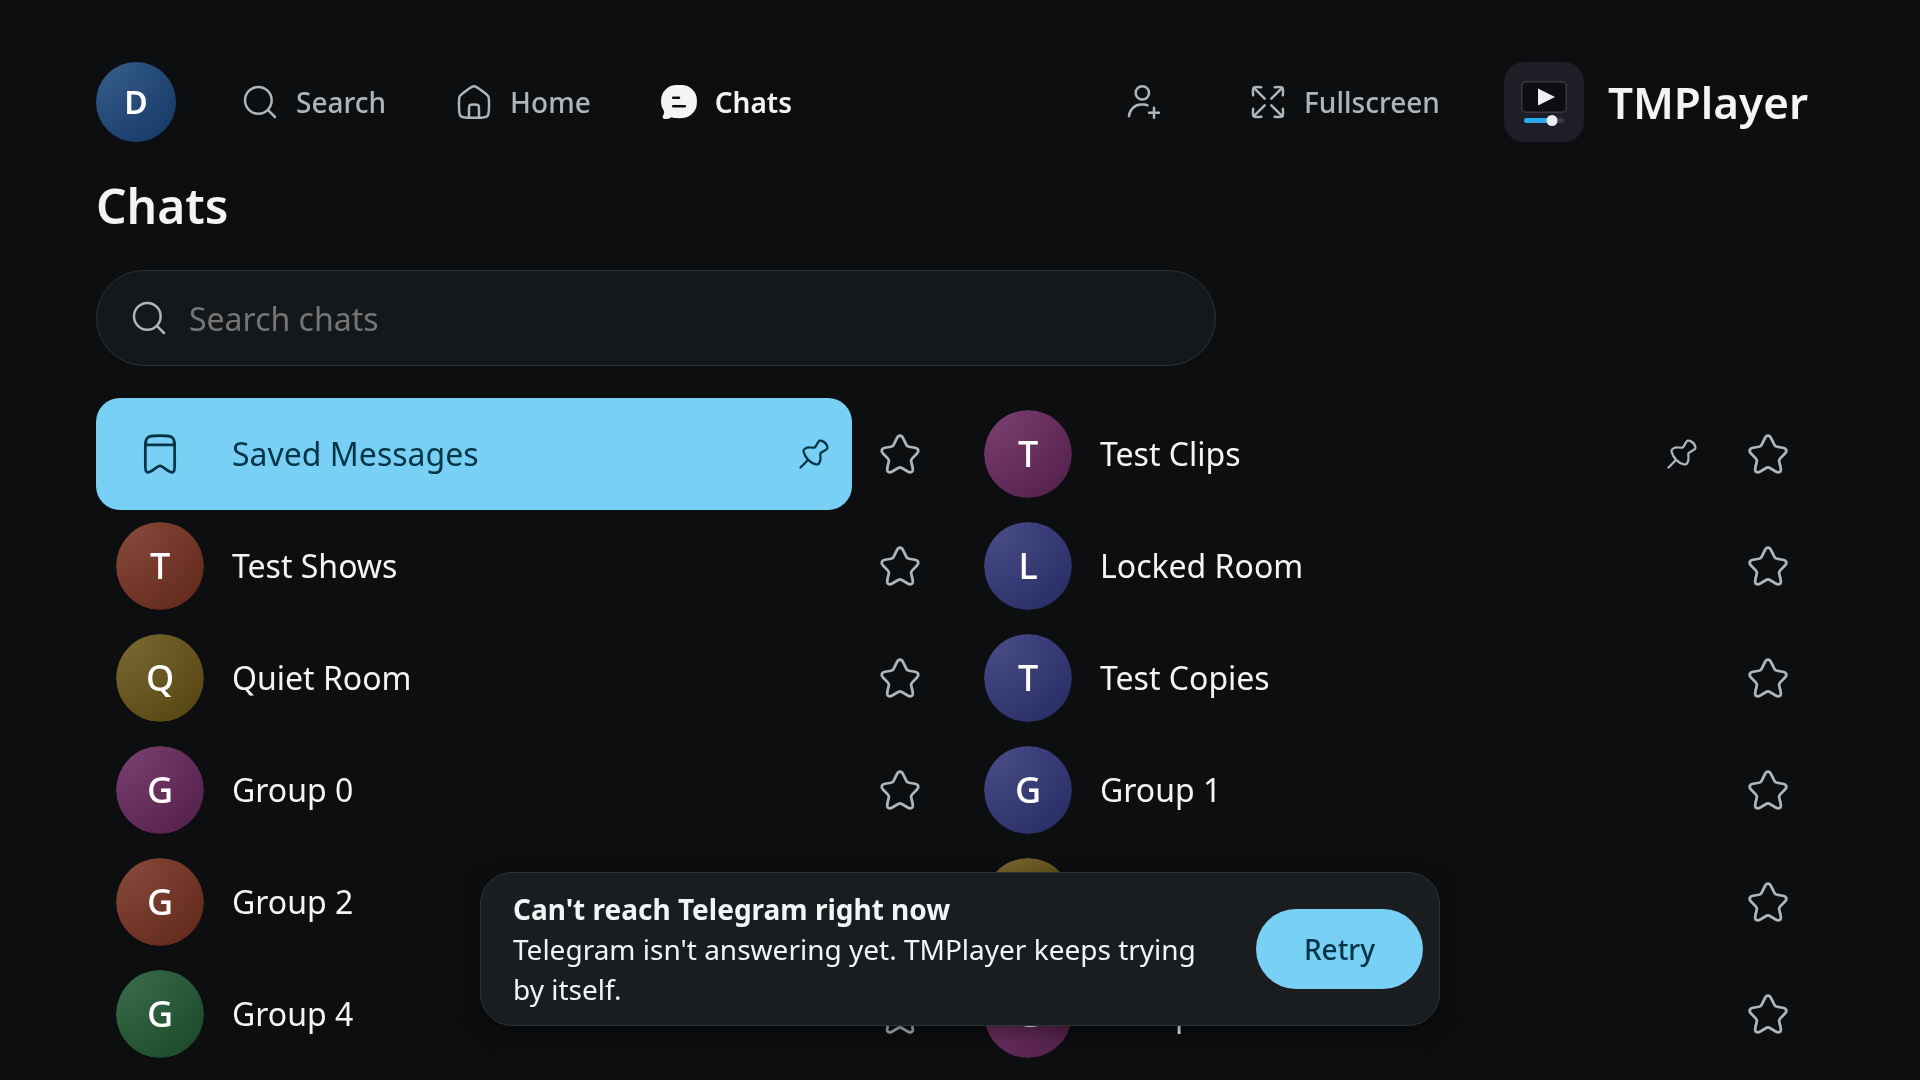 D
Search
Home
Chats
Fullscreen
TMPlayer
Chats
Search chats
Saved Messages
T
Test Clips
T
Test Shows
L
Locked Room
Q
Quiet Room
T
Test Copies
G
Group 0
G
Group 1
G
Group 2
Can't reach Telegram right now
Telegram isn't answering yet. TMPlayer keeps trying
by itself.
Retry
G
Group 4